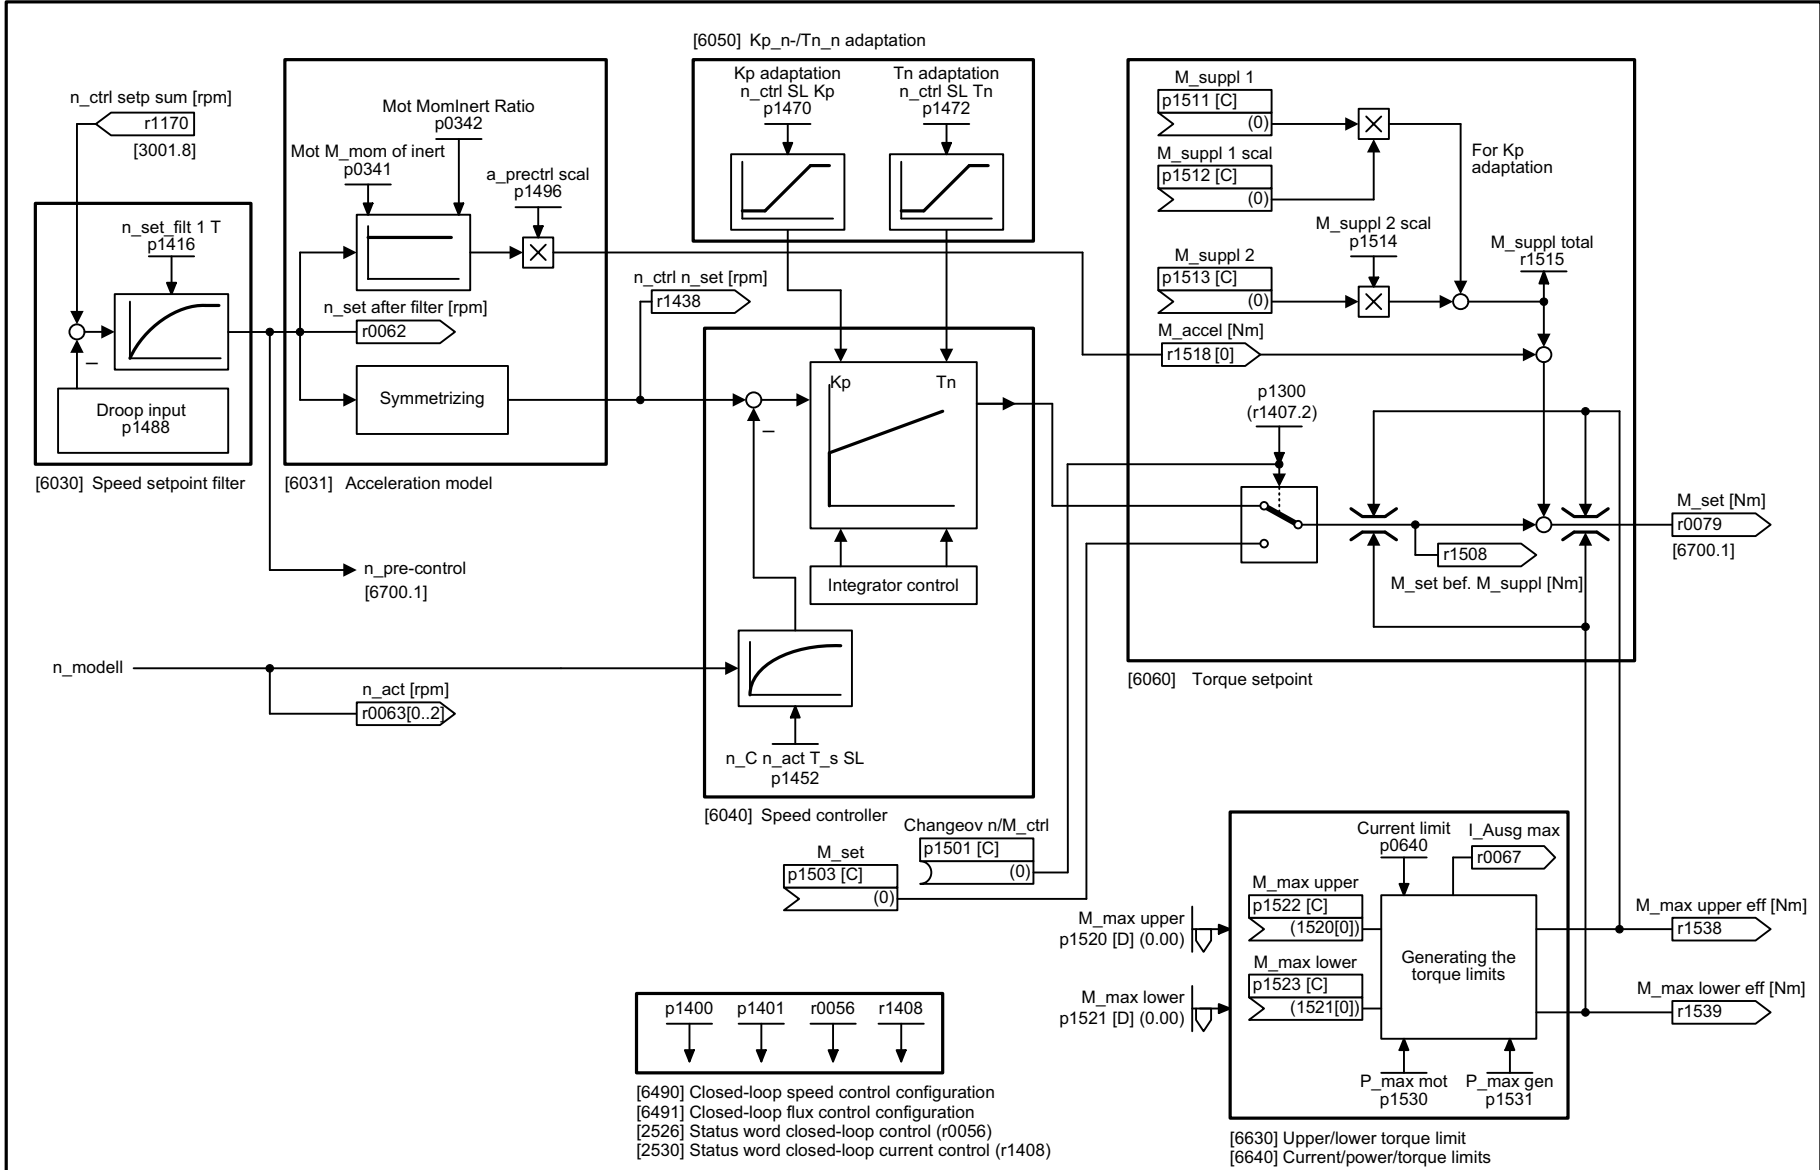 [6050] Kp_n-/Tn_n adaptation
n_ctrl setp sum [rpm]
r1170
[3001.8]
n_set_filt 1 T
p1416
Droop input
p1488
[6030] Speed setpoint filter
Mot MomInert Ratio
p0342
Mot M_mom of inert
p0341
a_prectrl scal
p1496
n_set after filter [rpm]
r0062
Symmetrizing
[6031] Acceleration model
n_pre-control
[6700.1]
n_modell
n_act [rpm]
r0063[0..2]
Kp adaptation
n_ctrl SL Kp
p1470
Tn adaptation
n_ctrl SL Tn
p1472
n_ctrl n_set [rpm]
r1438
–
–
Kp
Tn
Integrator control
n_C n_act T_s SL
p1452
[6040] Speed controller
Changeov n/M_ctrl
p1501 [C]
(0)
M_set
p1503 [C]
(0)
M_suppl 1
p1511 [C]
(0)
M_suppl 1 scal
p1512 [C]
(0)
For Kp
adaptation
M_suppl 2 scal
p1514
M_suppl 2
p1513 [C]
(0)
M_suppl total
r1515
M_accel [Nm]
r1518 [0]
p1300
(r1407.2)
r1508
M_set bef. M_suppl [Nm]
M_set [Nm]
r0079
[6700.1]
[6060] Torque setpoint
Current limit
p0640
I_Ausg max
r0067
M_max upper
p1522 [C]
(1520[0])
M_max upper
p1520 [D] (0.00)
M_max lower
p1523 [C]
(1521[0])
M_max lower
p1521 [D] (0.00)
Generating the
torque limits
M_max upper eff [Nm]
r1538
M_max lower eff [Nm]
r1539
P_max mot
p1530
P_max gen
p1531
[6630] Upper/lower torque limit
[6640] Current/power/torque limits
p1400 p1401 r0056 r1408
[6490] Closed-loop speed control configuration
[6491] Closed-loop flux control configuration
[2526] Status word closed-loop control (r0056)
[2530] Status word closed-loop current control (r1408)